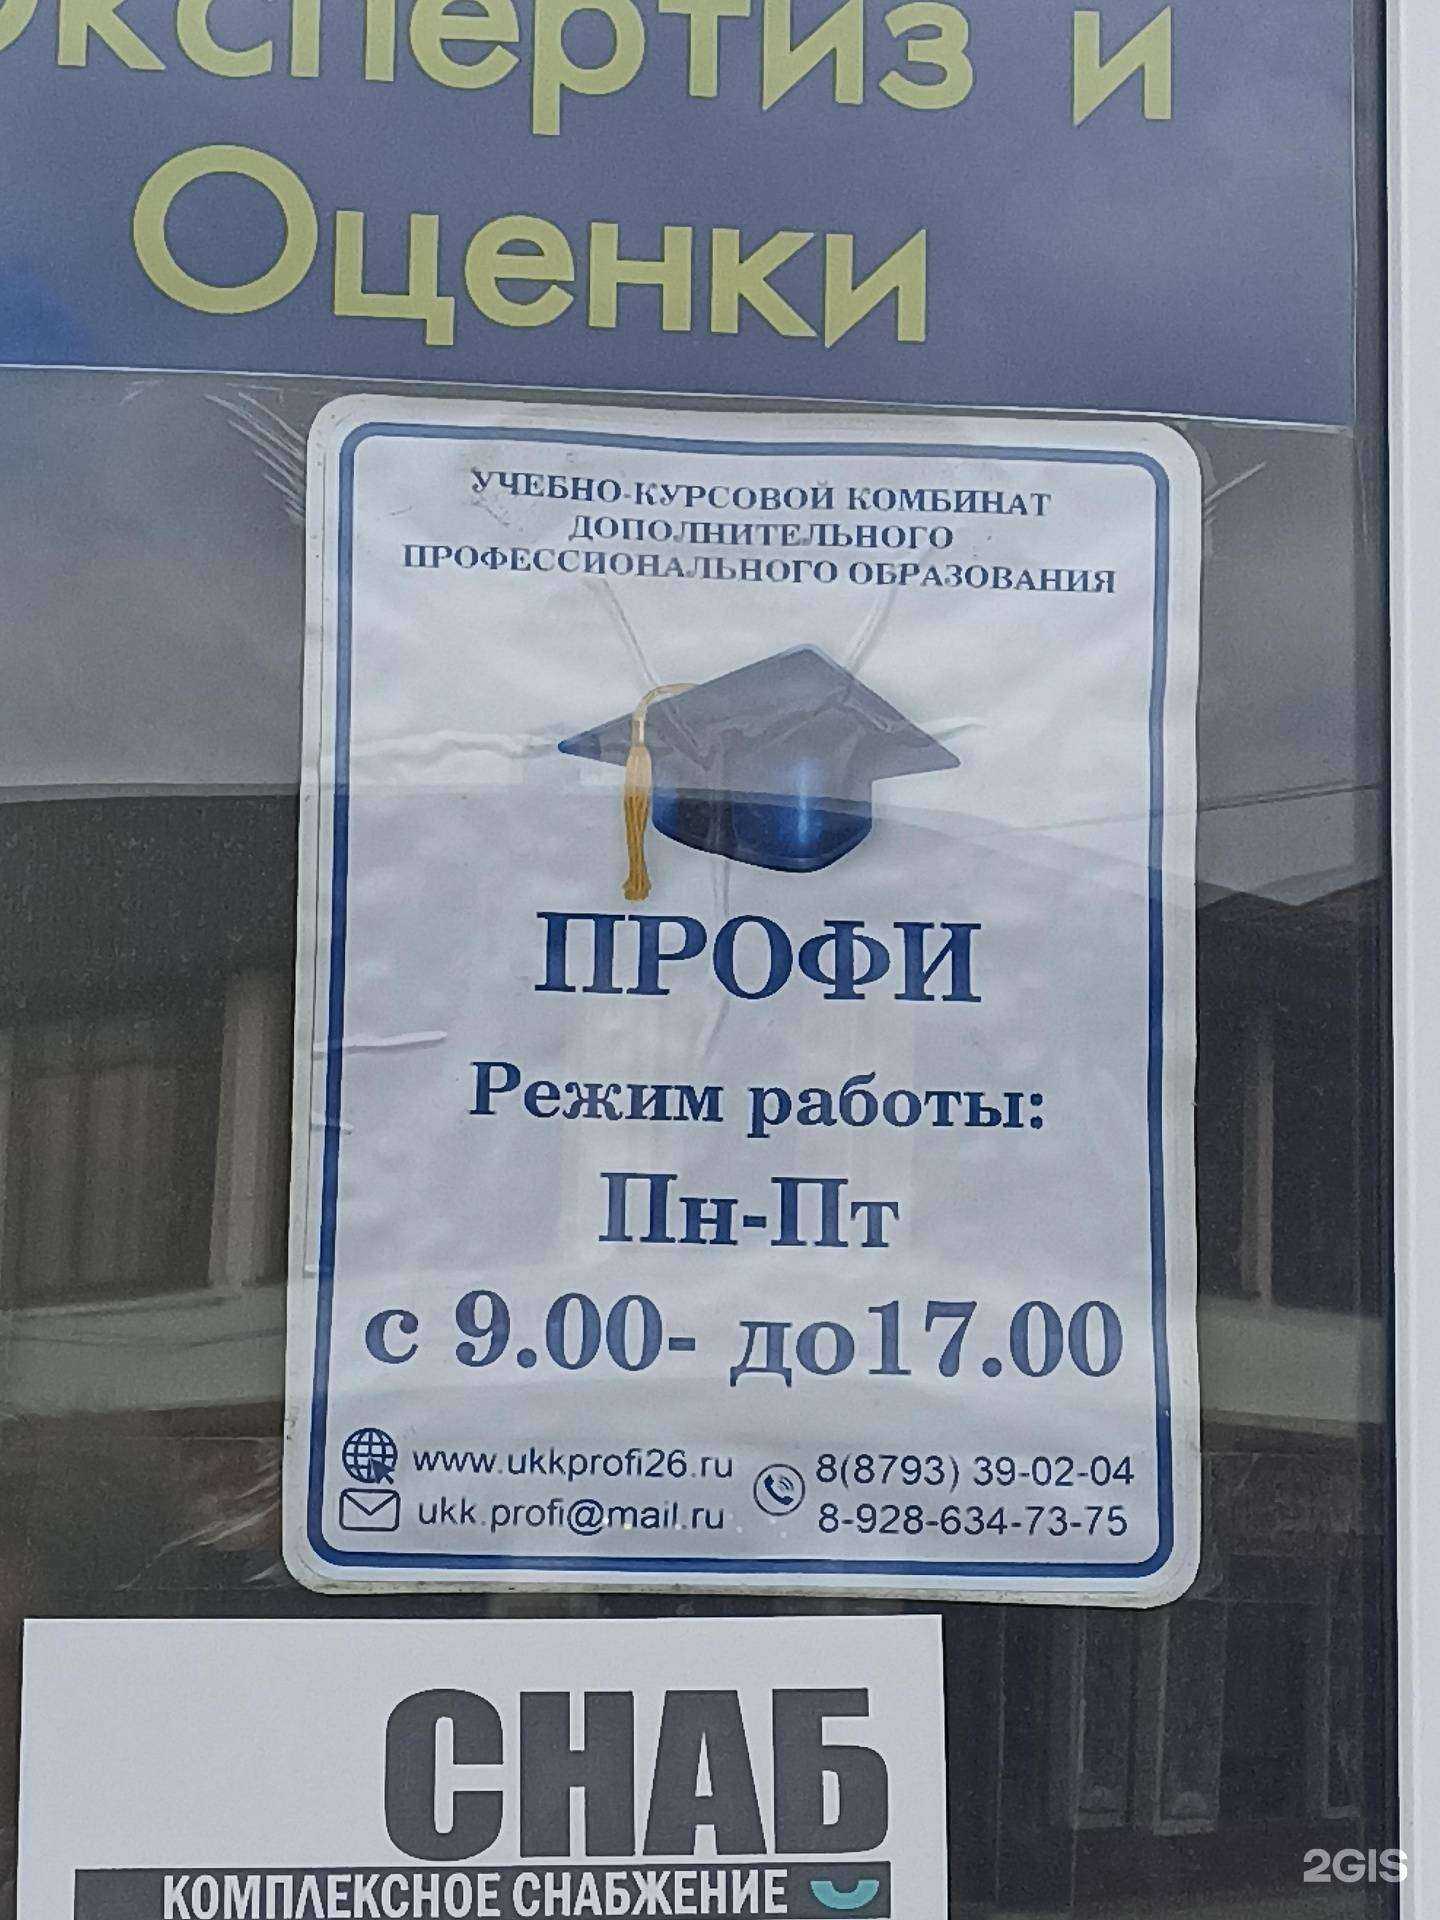 Экспертиз и
Оценки
УЧЕБНО-КУРСОВОЙ КОМБИНАТ
ДОПОЛНИТЕЛЬНОГО
ПРОФЕССИОНАЛЬНОГО ОБРАЗОВАНИЯ
ПРОФИ
Режим работы:
Пн-Пт
с 9.00- до17.00
www.ukkprofi26.ru
ukk.profi@mail.ru
8(8793) 39-02-04
8-928-634-73-75
СНАБ
КОМПЛЕКСНОЕ СНАБЖЕНИЕ
2GIS